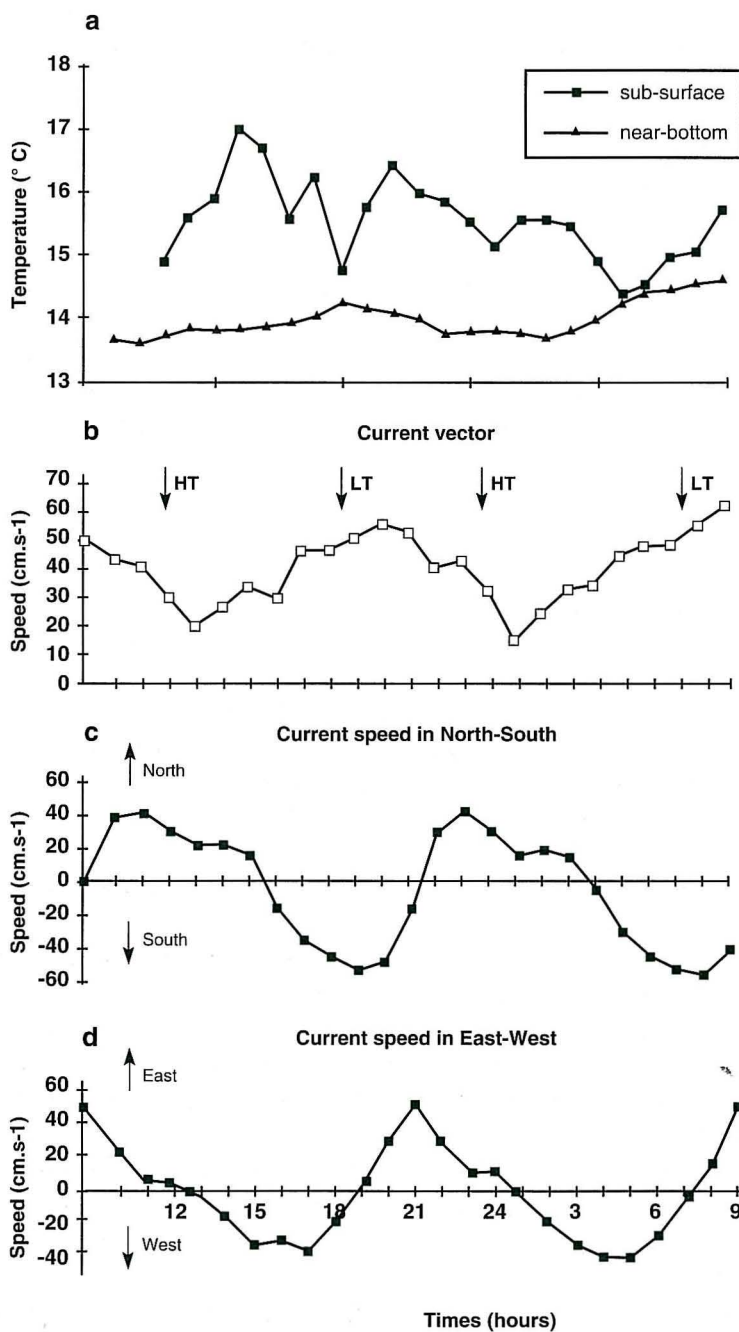 a
18
17
16
15
14
13
Temperature (° C)
sub-surface
near-bottom
b
Current vector
70
60
50
40
30
20
10
0
Speed (cm.s-1)
HT
LT
HT
LT
c
Current speed in North-South
60
40
20
0
-20
-40
-60
Speed (cm.s-1)
North
South
d
Current speed in East-West
60
40
20
0
-20
-40
Speed (cm.s-1)
East
West
12 15 18 21 24 3 6 9
Times (hours)